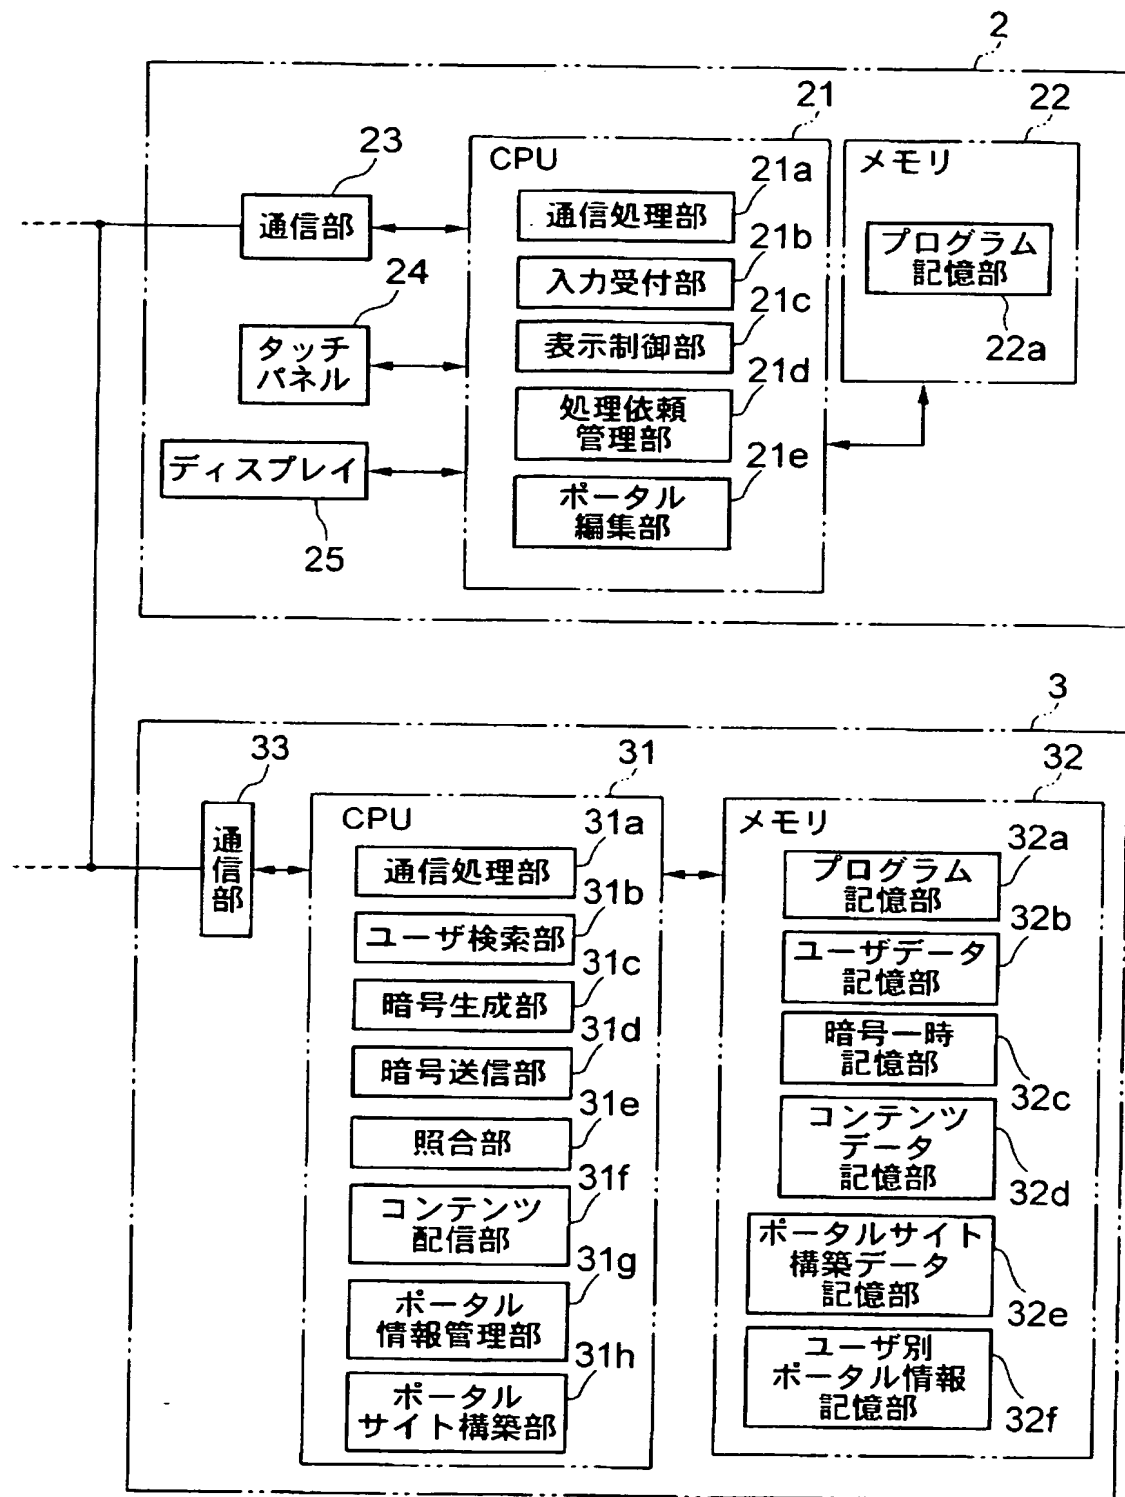 2
21
22
23
CPU
メモリ
21a
通信部
通信処理部
21b
プログラム
記憶部
24
入力受付部
21c
22a
タッチ
パネル
表示制御部
21d
処理依頼
管理部
ディスプレイ
21e
25
ポータル
編集部
3
33
31
32
CPU
メモリ
通信部
31a
通信処理部
32a
プログラム
記憶部
31b
ユーザ検索部
32b
ユーザデータ
記憶部
31c
暗号生成部
暗号一時
記憶部
32c
31d
暗号送信部
31e
照合部
コンテンツ
データ
記憶部
32d
31f
コンテンツ
配信部
ポータルサイト
構築データ
記憶部
32e
31g
ポータル
情報管理部
ユーザ別
ポータル情報
記憶部
32f
31h
ポータル
サイト構築部